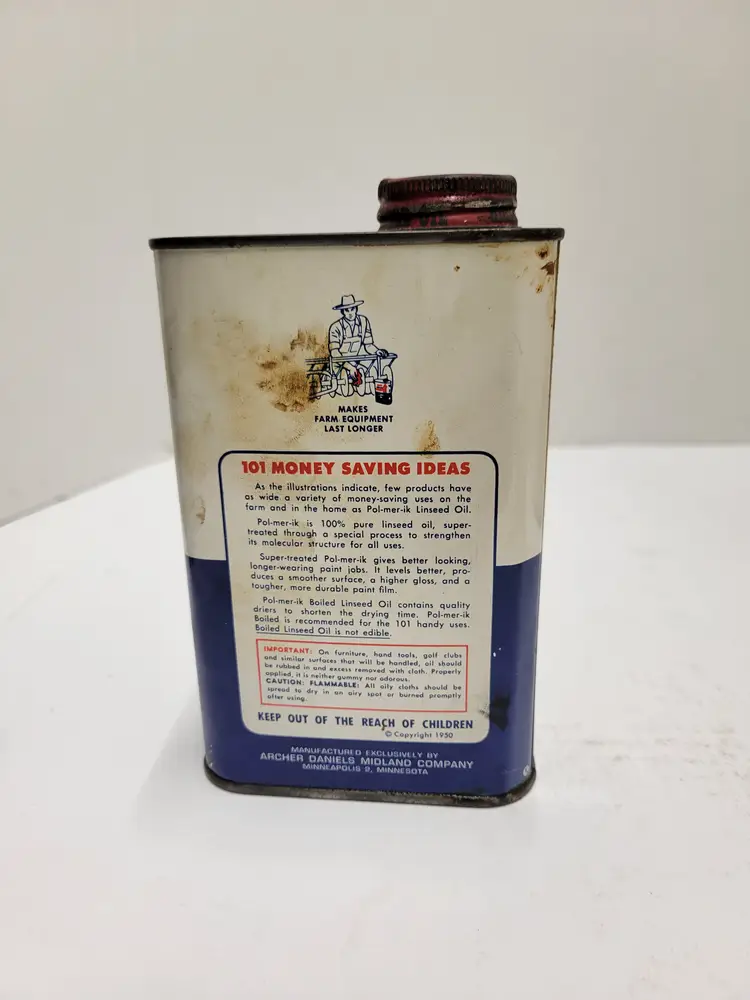 MAKES
FARM EQUIPMENT
LAST LONGER
101 MONEY SAVING IDEAS
As the illustrations indicate, few products have
as wide a variety of money-saving uses on the
farm and in the home as Pol-mer-ik Linseed Oil.
Pol-mer-ik is 100% pure linseed oil, super-
treated through a special process to strengthen
its molecular structure for all uses.
Super-treated Pol-mer-ik gives better looking,
longer-wearing paint jobs. It levels better, pro-
duces a smoother surface, a higher gloss, and a
tougher, more durable paint film.
Pol-mer-ik Boiled Linseed Oil contains quality
driers to shorten the drying time. Pol-mer-ik
Boiled is recommended for the 101 handy uses.
Boiled Linseed Oil is not edible.
IMPORTANT: On furniture, hand tools, golf clubs
and similar surfaces that will be handled, oil should
be rubbed in and excess removed with cloth. Properly
applied, it is neither gummy nor odorous.
CAUTION: FLAMMABLE: All oily cloths should be
spread to dry in an airy spot or burned promptly
after using.
KEEP OUT OF THE REACH OF CHILDREN
© Copyright 1950
MANUFACTURED EXCLUSIVELY BY
ARCHER DANIELS MIDLAND COMPANY
MINNEAPOLIS 2, MINNESOTA